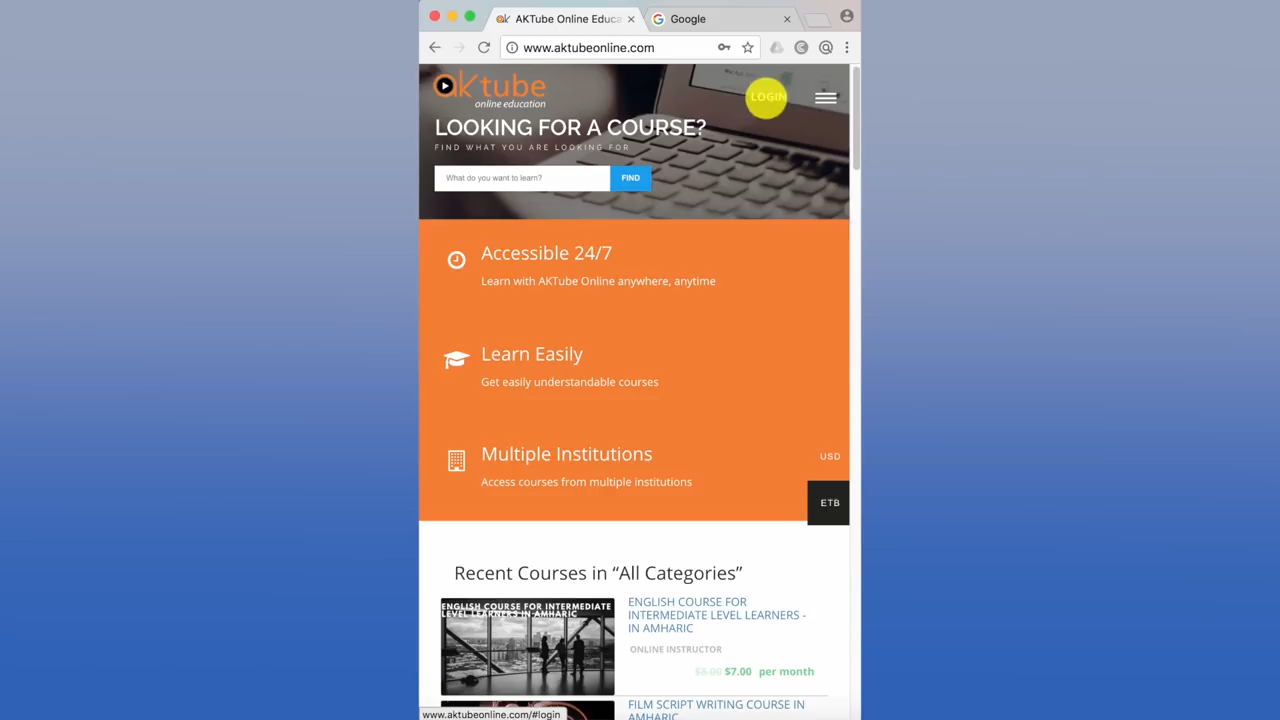 AKTube Online Educa
Google
www.aktubeonline.com
aktube
online education
LOGIN
LOOKING FOR A COURSE?
FIND WHAT YOU ARE LOOKING FOR
What do you want to learn?
FIND
Accessible 24/7
Learn with AKTube Online anywhere, anytime
Learn Easily
Get easily understandable courses
Multiple Institutions
Access courses from multiple institutions
USD
ETB
Recent Courses in “All Categories”
ENGLISH COURSE FOR INTERMEDIATE
LEVEL LEARNERS IN AMHARIC
ENGLISH COURSE FOR
INTERMEDIATE LEVEL LEARNERS -
IN AMHARIC
ONLINE INSTRUCTOR
$8.00 $7.00 per month
FILM SCRIPT WRITING COURSE IN
AMHARIC
www.aktubeonline.com/#login